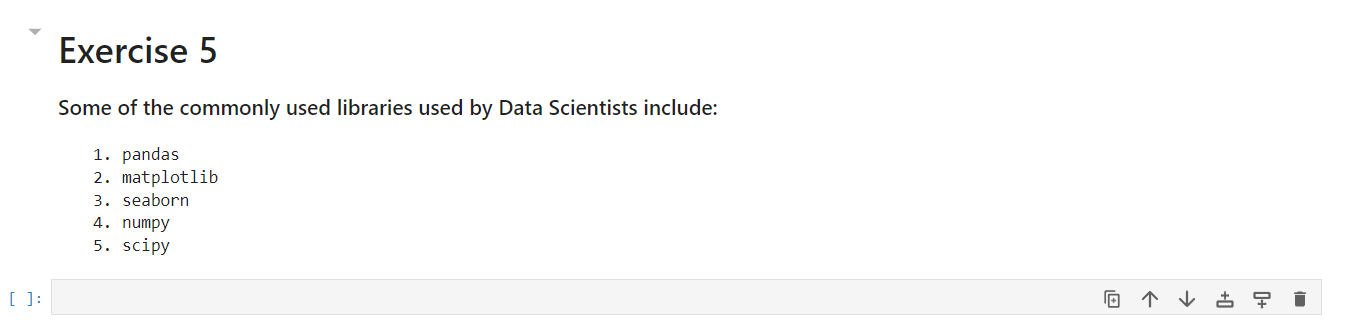 Exercise 5
Some of the commonly used libraries used by Data Scientists include:
1. pandas
2. matplotlib
3. seaborn
4. numpy
5. scipy
[ ]: